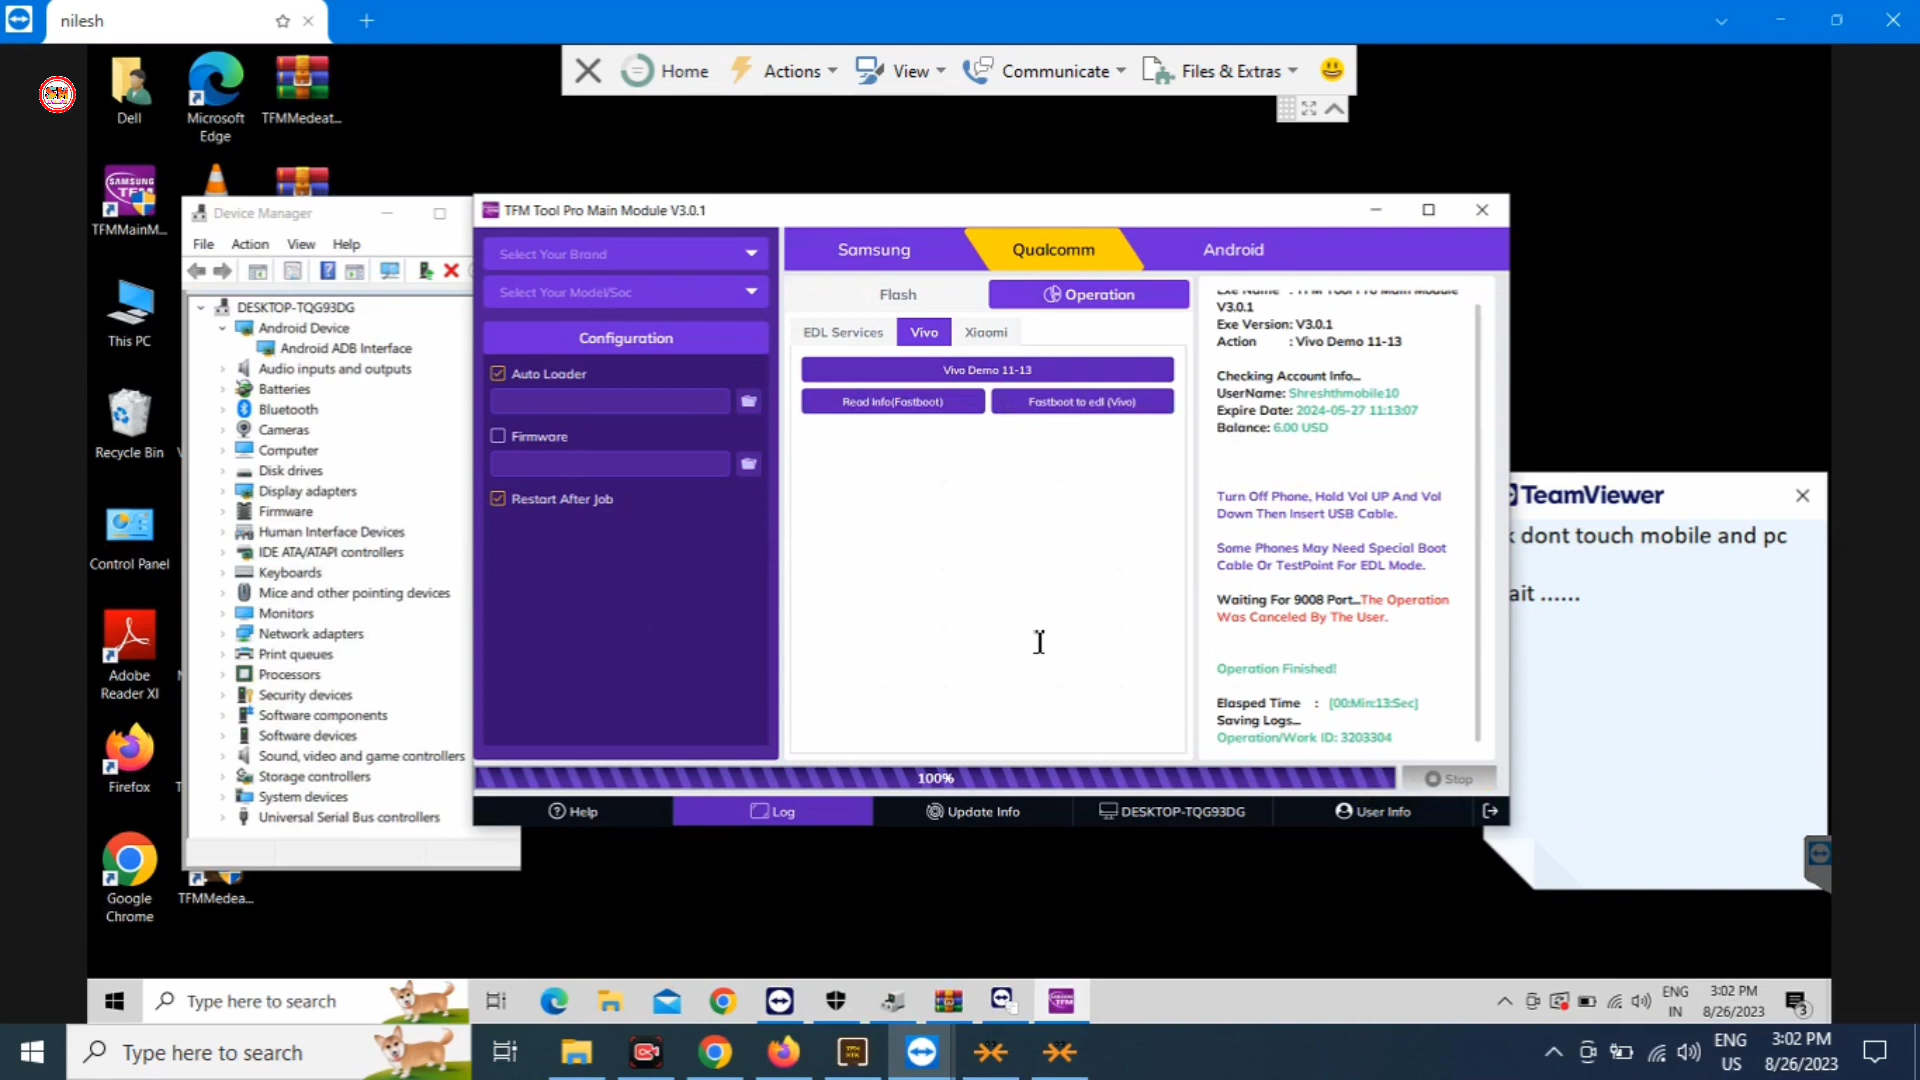 nilesh
Home
Actions
View
Communicate
Files & Extras
Dell
Microsoft
Edge
TFMMedeat...
SAMSUNG
TFM
TFMMainM...
This PC
Recycle Bin
Control Panel
Adobe
Reader XI
Firefox
Google
Chrome
TFMMedea...
Device Manager
File
Action
View
Help
DESKTOP-TQG93DG
Android Device
Android ADB Interface
Audio inputs and outputs
Batteries
Bluetooth
Cameras
Computer
Disk drives
Display adapters
Firmware
Human Interface Devices
IDE ATA/ATAPI controllers
Keyboards
Mice and other pointing devices
Monitors
Network adapters
Print queues
Processors
Security devices
Software components
Software devices
Sound, video and game controllers
Storage controllers
System devices
Universal Serial Bus controllers
TFM Tool Pro Main Module V3.0.1
Select Your Brand
Select Your Model/Soc
Configuration
Auto Loader
Firmware
Restart After Job
Samsung
Qualcomm
Android
Flash
Operation
EDL Services
Vivo
Xiaomi
Vivo Demo 11-13
Read Info(Fastboot)
Fastboot to edl (Vivo)
Exe Name : TFM Tool Pro Main Module
V3.0.1
Exe Version: V3.0.1
Action : Vivo Demo 11-13
Checking Account Info...
UserName: Shreshthmobile10
Expire Date: 2024-05-27 11:13:07
Balance: 6.00 USD
Turn Off Phone, Hold Vol UP And Vol
Down Then Insert USB Cable.
Some Phones May Need Special Boot
Cable Or TestPoint For EDL Mode.
Waiting For 9008 Port...The Operation
Was Canceled By The User.
Operation Finished!
Elasped Time : [00:Min:13:Sec]
Saving Logs...
Operation/Work ID: 3203304
100%
Stop
Help
Log
Update Info
DESKTOP-TQG93DG
User Info
TeamViewer
dont touch mobile and pc
ait ......
Type here to search
ENG
IN
3:02 PM
8/26/2023
3
Type here to search
ENG
US
3:02 PM
8/26/2023